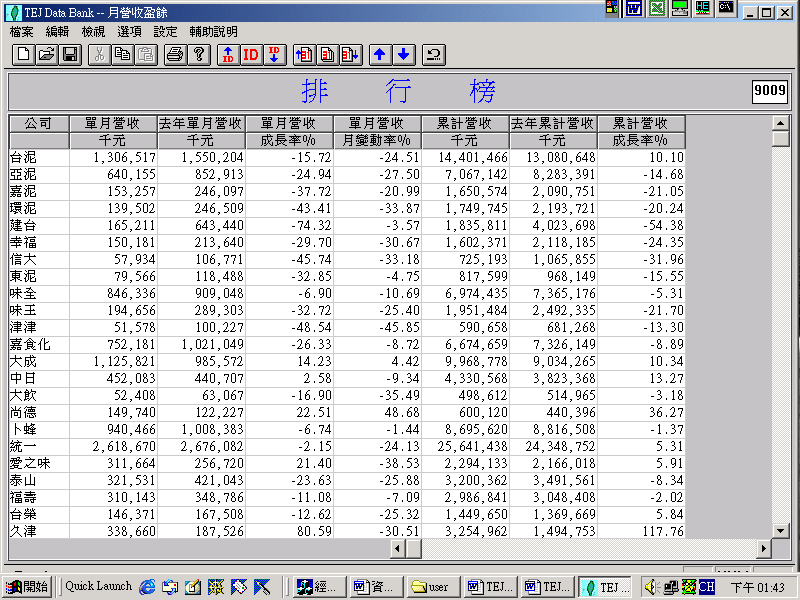 TEJ Data Bank -- 月營收盈餘
檔案 編輯 檢視 選項 設定 輔助說明
排 行 榜
9009
公司 單月營收 去年單月營收 單月營收 單月營收 累計營收 去年累計營收 累計營收
千元 千元 成長率% 月變動率% 千元 千元 成長率%
台泥 1,306,517 1,550,204 -15.72 -24.51 14,401,466 13,080,648 10.10
亞泥 640,155 852,913 -24.94 -27.50 7,067,142 8,283,391 -14.68
嘉泥 153,257 246,097 -37.72 -20.99 1,650,574 2,090,751 -21.05
環泥 139,502 246,509 -43.41 -33.87 1,749,745 2,193,721 -20.24
建台 165,211 643,440 -74.32 -3.57 1,835,811 4,023,698 -54.38
幸福 150,181 213,640 -29.70 -30.67 1,602,371 2,118,185 -24.35
信大 57,934 106,771 -45.74 -33.18 725,193 1,065,855 -31.96
東泥 79,566 118,488 -32.85 -4.75 817,599 968,149 -15.55
味全 846,336 909,048 -6.90 -10.69 6,974,435 7,365,176 -5.31
味王 194,656 289,303 -32.72 -25.40 1,951,484 2,492,335 -21.70
津津 51,578 100,227 -48.54 -45.85 590,658 681,268 -13.30
嘉食化 752,181 1,021,049 -26.33 -8.72 6,674,659 7,326,149 -8.89
大成 1,125,821 985,572 14.23 4.42 9,968,778 9,034,265 10.34
中日 452,083 440,707 2.58 -9.34 4,330,568 3,823,368 13.27
大飲 52,408 63,067 -16.90 -35.49 498,612 514,965 -3.18
尚德 149,740 122,227 22.51 48.68 600,120 440,396 36.27
卜蜂 940,466 1,008,383 -6.74 -1.44 8,695,620 8,816,508 -1.37
統一 2,618,670 2,676,082 -2.15 -24.13 25,641,438 24,348,752 5.31
愛之味 311,664 256,720 21.40 -38.53 2,294,133 2,166,018 5.91
泰山 321,531 421,043 -23.63 -25.88 3,200,362 3,491,561 -8.34
福壽 310,143 348,786 -11.08 -7.09 2,986,841 3,048,408 -2.02
台榮 146,371 167,508 -12.62 -25.32 1,449,650 1,369,669 5.84
久津 338,660 187,526 80.59 -30.51 3,254,962 1,494,753 117.76
開始 Quick Launch 經... 資... user TEJ... TEJ... TEJ ... CH 下午 01:43